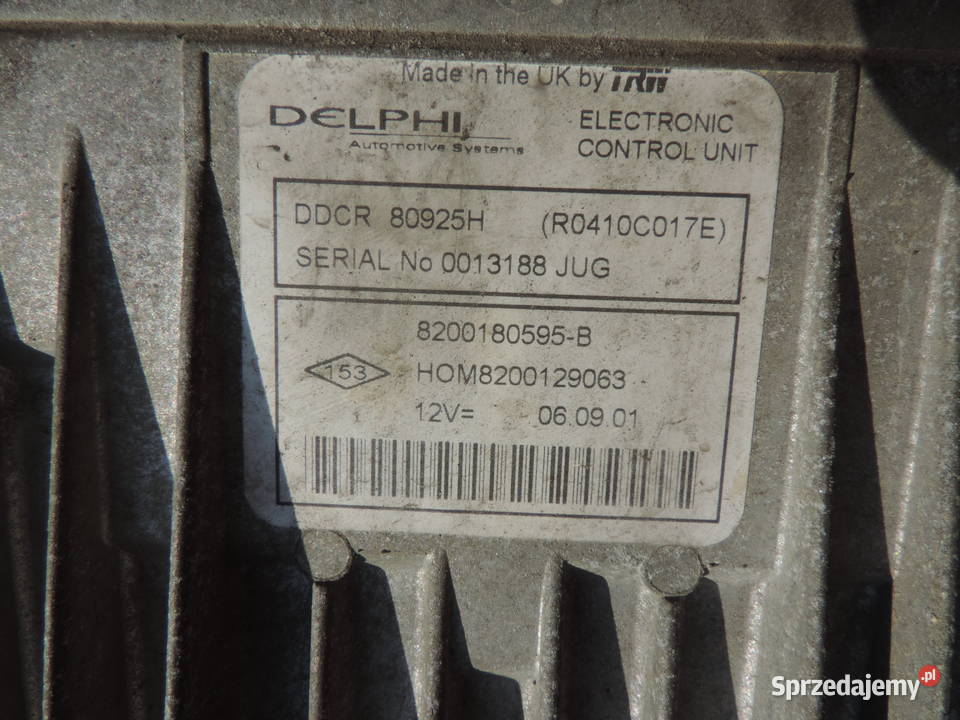 Made in the UK by TRW
DELPHI
Automotive Systems
ELECTRONIC
CONTROL UNIT
DDCR 80925H (R0410C017E)
SERIAL No 0013188 JUG
8200180595-B
153 HOM8200129063
12V= 06.09.01
Sprzedajemy.pl